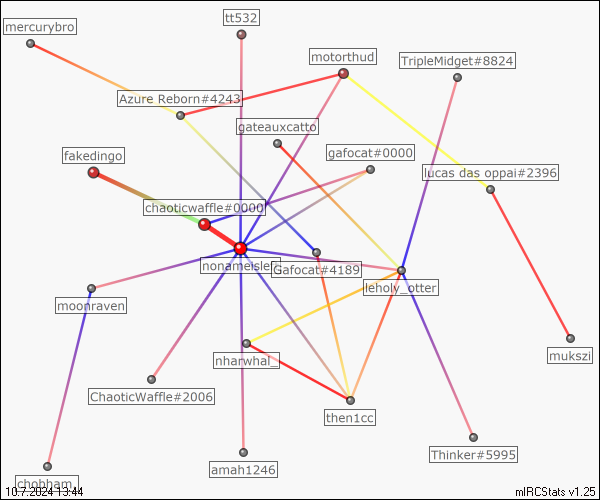 tt532
mercurybro
motorthud
TripleMidget#8824
Azure Reborn#4243
gateauxcatto
gafocat#0000
fakedingo
lucas das oppai#2396
chaoticwaffle#0000
Gafocat#4189
leholy_otter
moonraven
nharwhal_
mukszi
ChaoticWaffle#2006
then1cc
Thinker#5995
amah1246
chobham_
10.7.2024 13:44
mIRCStats v1.25